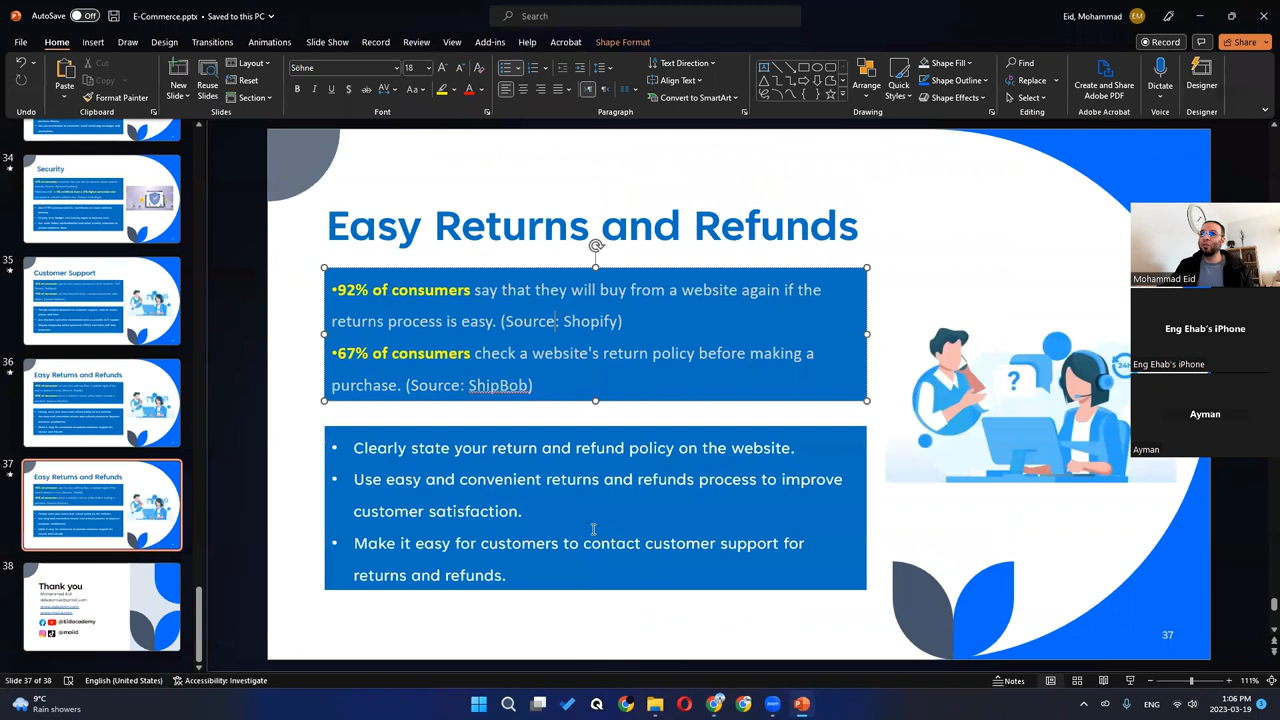 AutoSave Off E-Commerce.pptx • Saved to this PC Search Eid, Mohammad EM
File Home Insert Draw Design Transitions Animations Slide Show Record Review View Add-ins Help Acrobat Shape Format Record Share
Undo
Paste
Cut
Copy
Format Painter
Clipboard
New Slide
Reuse Slides
Layout
Reset
Section
Slides
Söhne 18
Font
Paragraph
Text Direction
Align Text
Convert to SmartArt
Arrange
Quick Styles
Shape Fill
Shape Outline
Shape Effects
Drawing
Find
Replace
Select
Editing
Create and Share Adobe PDF
Adobe Acrobat
Dictate
Voice
Designer
Designer
34
Security
35
Customer Support
36
Easy Returns and Refunds
37
Easy Returns and Refunds
38
Thank you
Mohammad Eid
@Eidacademy
@moiid
Easy Returns and Refunds
•92% of consumers say that they will buy from a website again if the
returns process is easy. (Source: Shopify)
•67% of consumers check a website's return policy before making a
purchase. (Source: ShipBob)
• Clearly state your return and refund policy on the website.
• Use easy and convenient returns and refunds process to improve
customer satisfaction.
• Make it easy for customers to contact customer support for
returns and refunds.
37
24h
Mohammad Eid
Eng Ehab's iPhone
Eng Ehab's iPhone
Ayman
Ayman
Slide 37 of 38 English (United States) Accessibility: Investigate Notes 111%
9°C
Rain showers
ENG
1:06 PM
2023-03-19